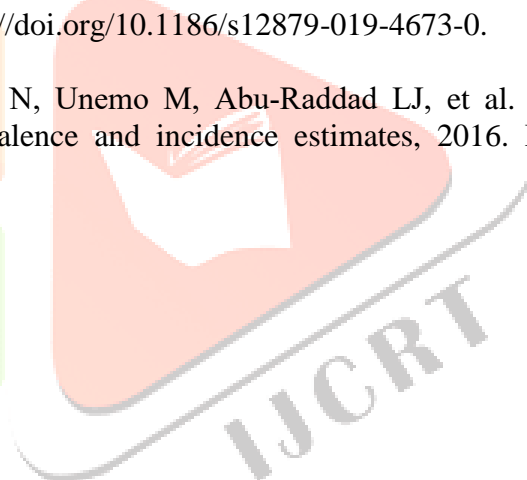 //doi.org/10.1186/s12879-019-4673-0.
N, Unemo M, Abu-Raddad LJ, et al.
alence and incidence estimates, 2016.
IJCRT